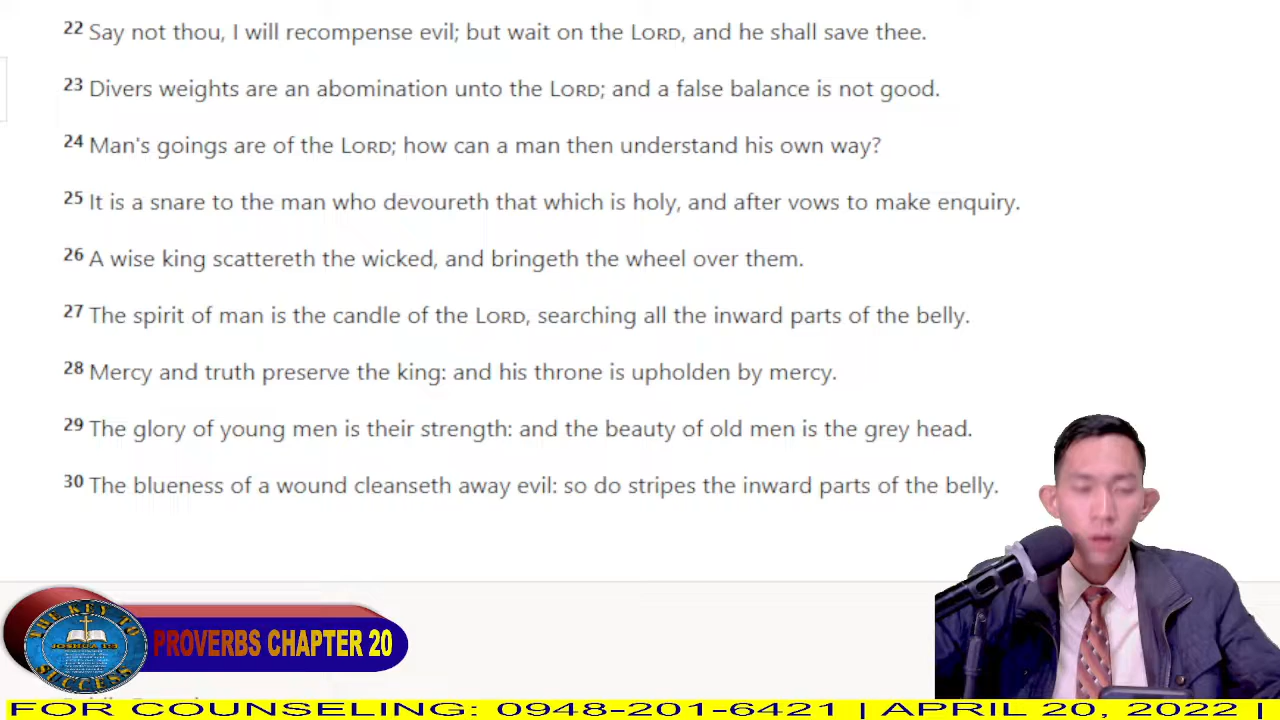 22 Say not thou, I will recompense evil; but wait on the LORD, and he shall save thee.
23 Divers weights are an abomination unto the LORD; and a false balance is not good.
24 Man's goings are of the LORD; how can a man then understand his own way?
25 It is a snare to the man who devoureth that which is holy, and after vows to make enquiry.
26 A wise king scattereth the wicked, and bringeth the wheel over them.
27 The spirit of man is the candle of the LORD, searching all the inward parts of the belly.
28 Mercy and truth preserve the king: and his throne is upholden by mercy.
29 The glory of young men is their strength: and the beauty of old men is the grey head.
30 The blueness of a wound cleanseth away evil: so do stripes the inward parts of the belly.
THE KEY TO
JOSHUA 1:8
SUCCESS
PROVERBS CHAPTER 20
FOR COUNSELING: 0948-201-6421 | APRIL 20, 2022 |